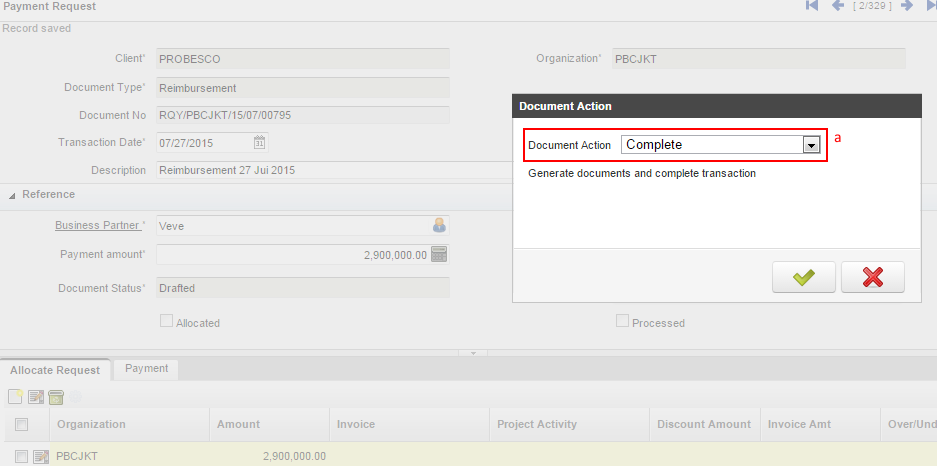 Payment Request
[ 2/329 ]
Record saved
Client* PROBESCO
Organization* PBCJKT
Document Type* Reimbursement
Document No RQY/PBCJKT/15/07/00795
Transaction Date* 07/27/2015 31
Description Reimbursement 27 Jui 2015
Document Action
Document Action Complete
a
Generate documents and complete transaction
Reference
Business Partner * Veve
Payment amount* 2,900,000.00
Document Status* Drafted
Allocated
Processed
Allocate Request Payment
Organization Amount Invoice Project Activity Discount Amount Invoice Amt Over/Und
PBCJKT 2,900,000.00